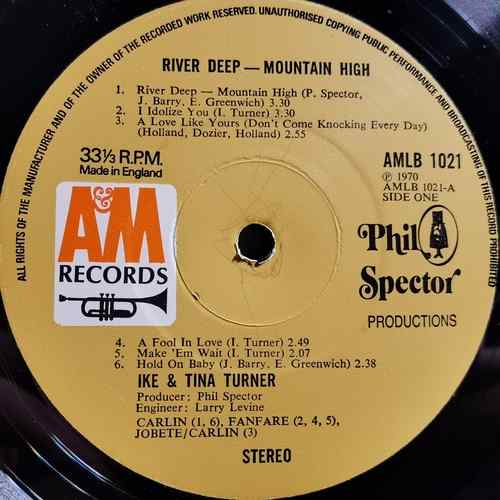 ALL RIGHTS OF THE MANUFACTURER AND OF THE OWNER OF THE RECORDED WORK RESERVED. UNAUTHORISED COPYING PUBLIC PERFORMANCE AND BROADCASTING OF THIS RECORD PROHIBITED
RIVER DEEP — MOUNTAIN HIGH
1. River Deep — Mountain High (P. Spector,
J. Barry, E. Greenwich) 3.30
2. I Idolize You (I. Turner) 3.30
3. A Love Like Yours (Don't Come Knocking Every Day)
(Holland, Dozier, Holland) 2.55
33⅓ R.P.M.
Made in England
AMLB 1021
℗ 1970
AMLB 1021-A
SIDE ONE
A&M
RECORDS
Phil
Spector
PRODUCTIONS
4. A Fool In Love (I. Turner) 2.49
5. Make 'Em Wait (I. Turner) 2.07
6. Hold On Baby (J. Barry, E. Greenwich) 2.38
IKE & TINA TURNER
Producer: Phil Spector
Engineer: Larry Levine
CARLIN (1, 6), FANFARE (2, 4, 5),
JOBETE/CARLIN (3)
STEREO